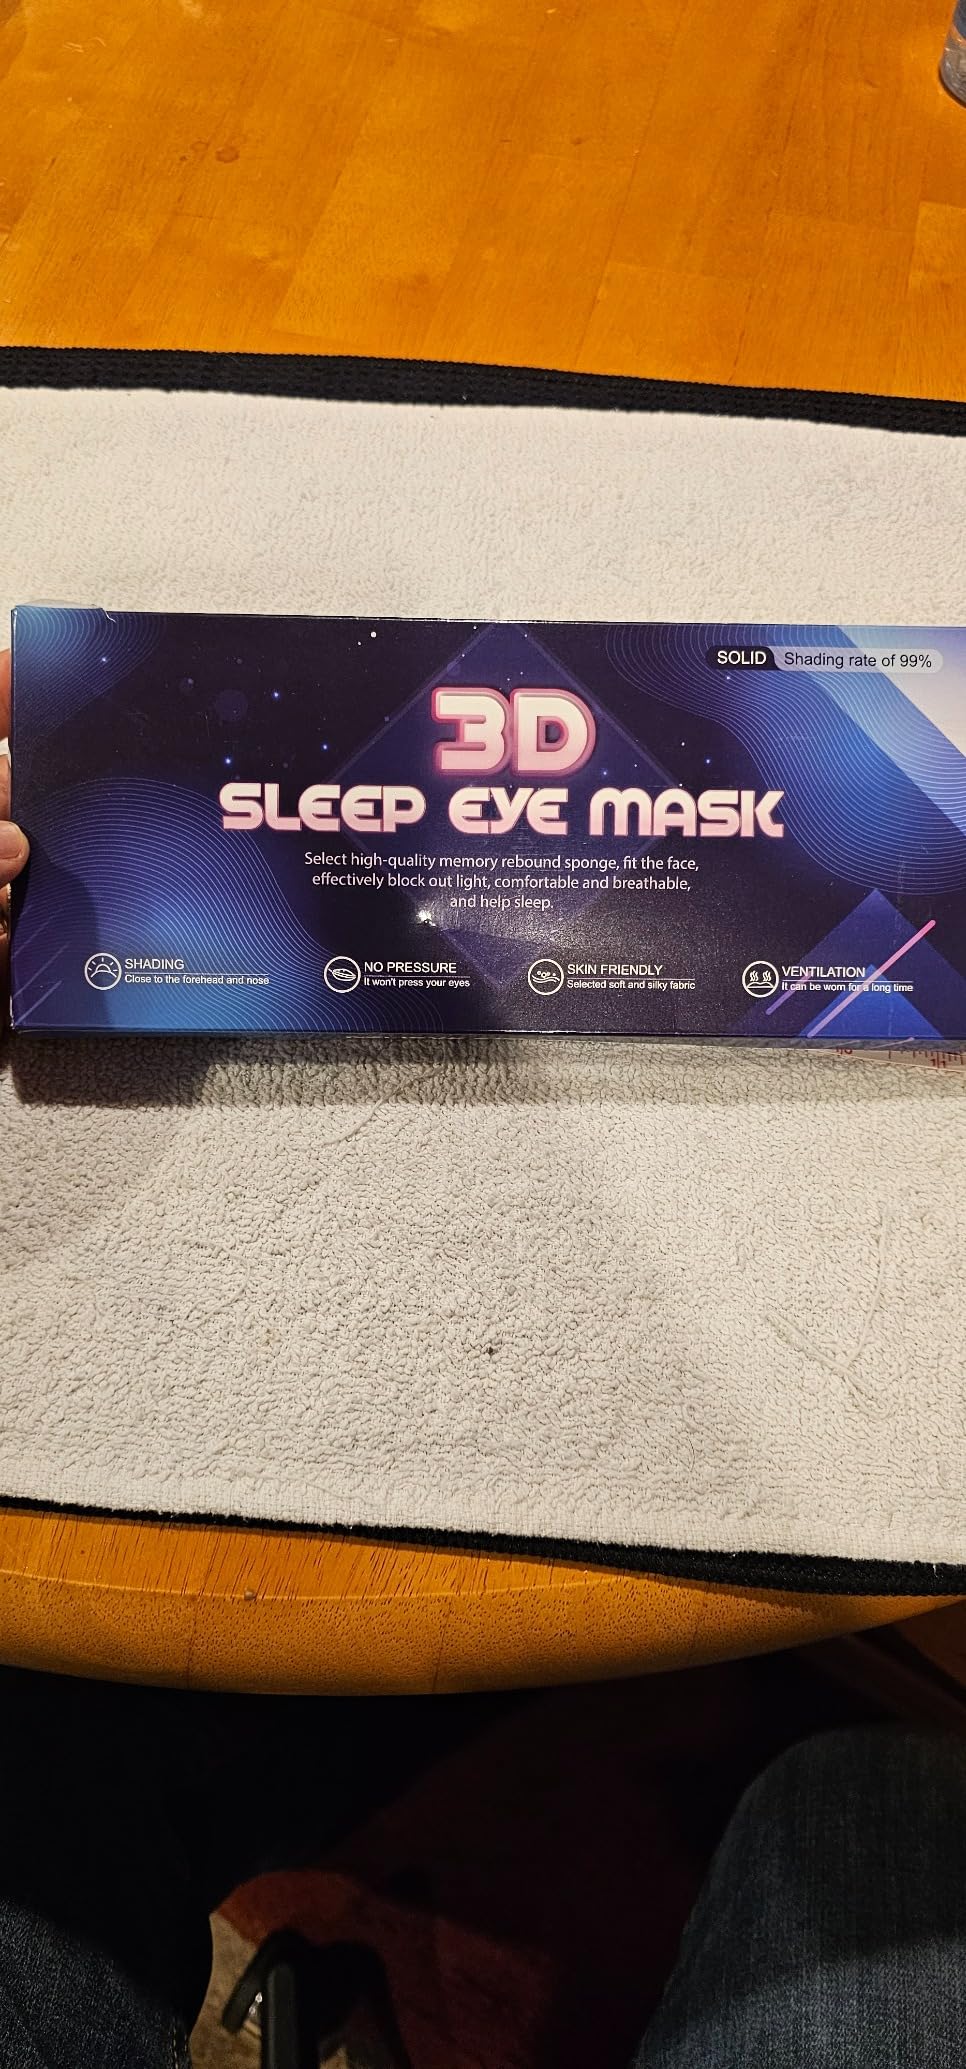 SOLID Shading rate of 99%
3D
SLEEP EYE MASK
Select high-quality memory rebound sponge, fit the face,
effectively block out light, comfortable and breathable,
and help sleep.
SHADING
Close to the forehead and nose
NO PRESSURE
It won't press your eyes
SKIN FRIENDLY
Selected soft and silky fabric
VENTILATION
It can be worn for a long time